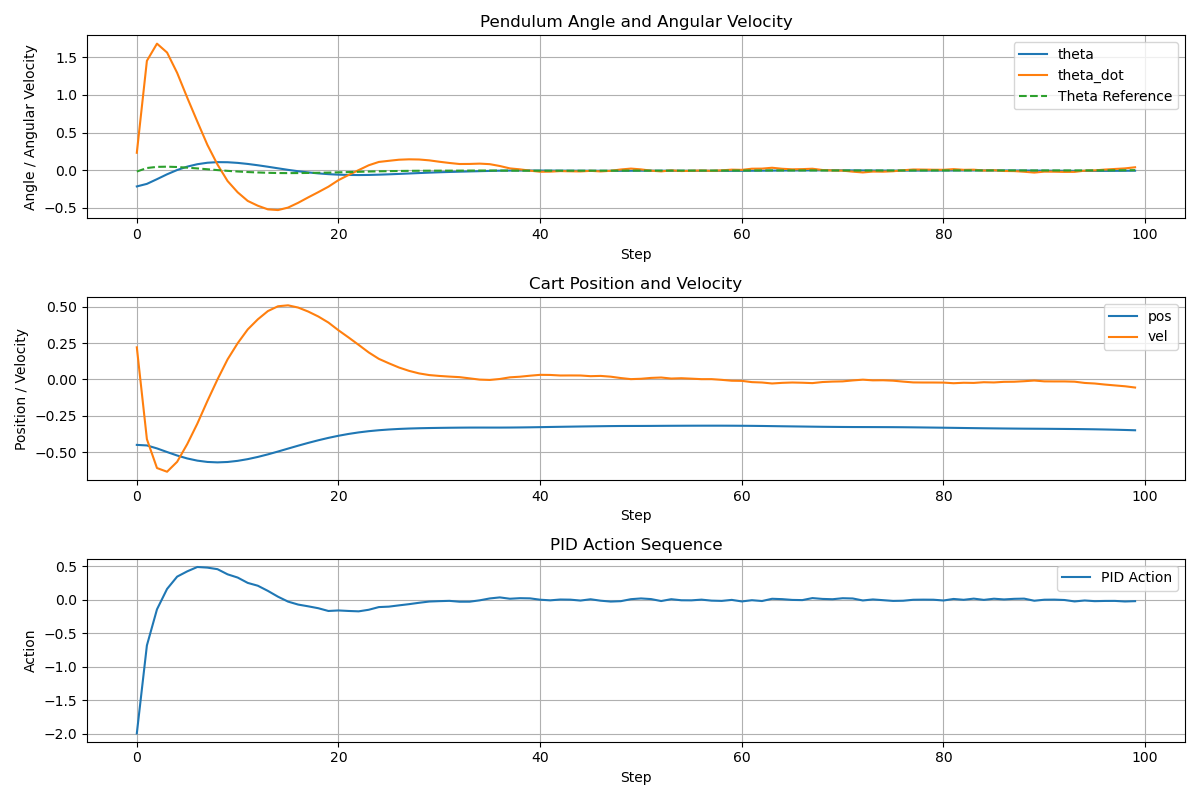 Pendulum Angle and Angular Velocity
Angle / Angular Velocity
1.5
1.0
0.5
0.0
−0.5
theta
theta_dot
Theta Reference
0 20 40 60 80 100
Step
Cart Position and Velocity
Position / Velocity
0.50
0.25
0.00
−0.25
−0.50
pos
vel
0 20 40 60 80 100
Step
PID Action Sequence
Action
0.5
0.0
−0.5
−1.0
−1.5
−2.0
PID Action
0 20 40 60 80 100
Step